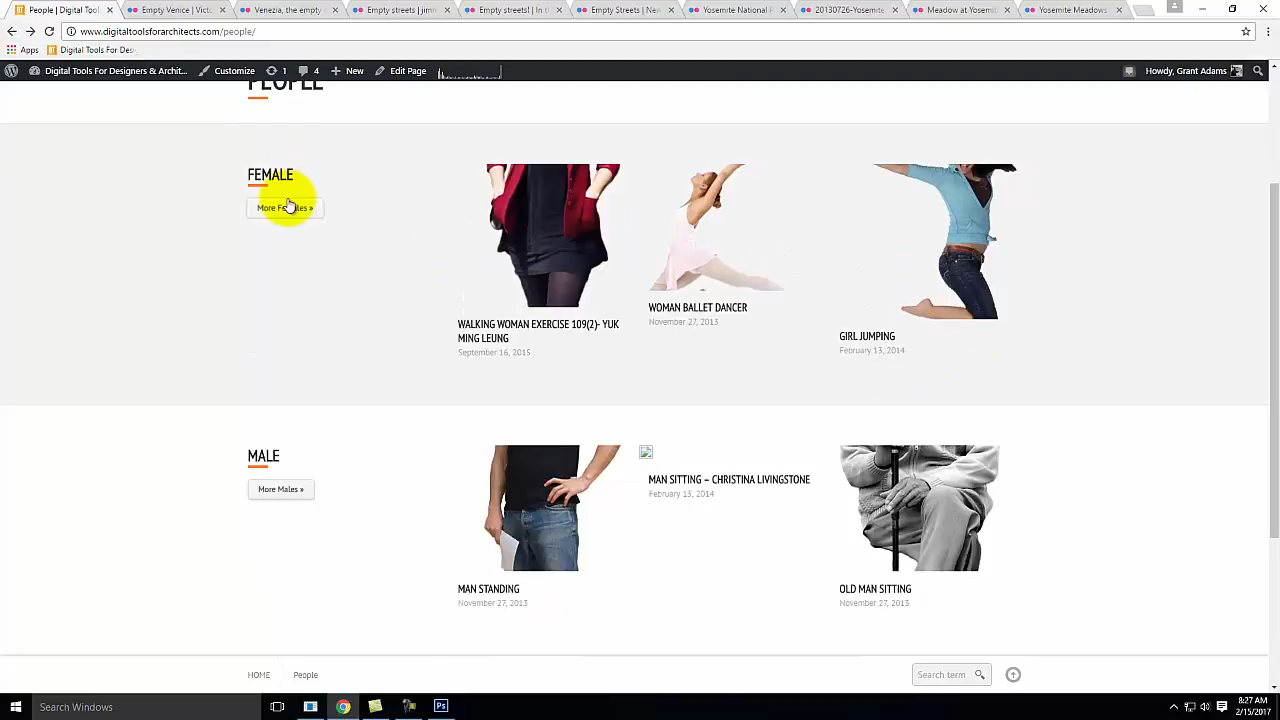 People | Digital Tool
Empty Venice | Victo
Venezia, the empty c
Empty streets | jimm
Empty streets! | In t
Empty Streets | New
Yosemite National P
20130726-Yosemite
Meadow at Yosemite
Yosemite Meadows
www.digitaltoolsforarchitects.com/people/
Apps
Digital Tools For Des
Digital Tools For Designers & Archit...
Customize
1
4
New
Edit Page
Howdy, Grant Adams
PEOPLE
FEMALE
More Females »
WALKING WOMAN EXERCISE 109(2)- YUK
MING LEUNG
September 16, 2015
WOMAN BALLET DANCER
November 27, 2013
GIRL JUMPING
February 13, 2014
MALE
More Males »
MAN STANDING
November 27, 2013
MAN SITTING – CHRISTINA LIVINGSTONE
February 13, 2014
OLD MAN SITTING
November 27, 2013
HOME
People
Search term
Search Windows
Ps
8:27 AM
2/15/2017